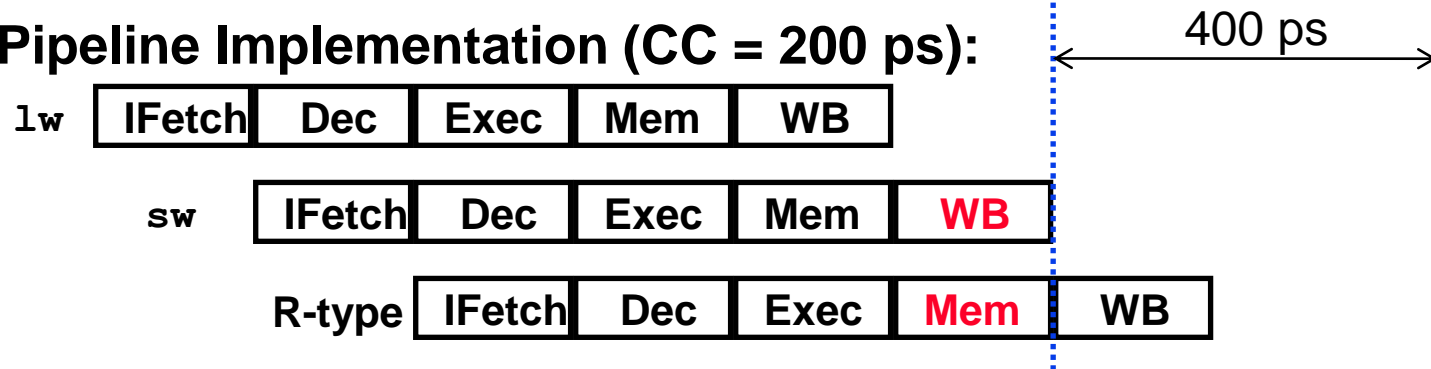 Pipeline Implementation (CC = 200 ps):
400 ps
lw IFetch Dec Exec Mem WB
sw IFetch Dec Exec Mem WB
R-type IFetch Dec Exec Mem WB